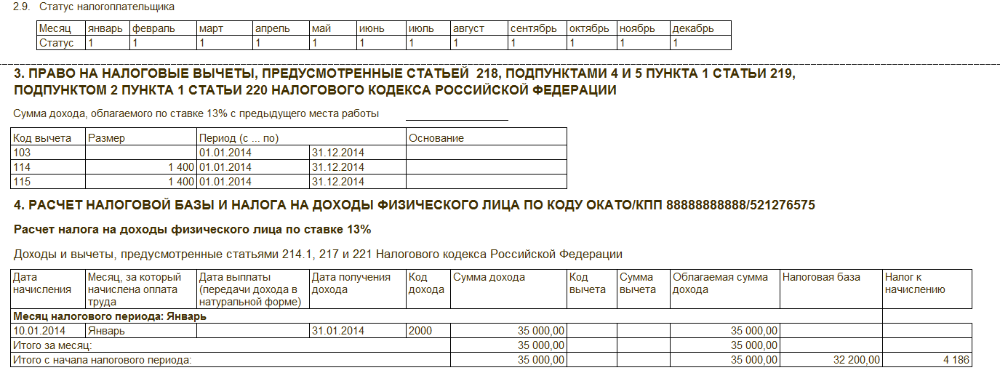 2.9. Статус налогоплательщика
Месяц январь февраль март апрель май июнь июль август сентябрь октябрь ноябрь декабрь
Статус 1 1 1 1 1 1 1 1 1 1 1 1
3. ПРАВО НА НАЛОГОВЫЕ ВЫЧЕТЫ, ПРЕДУСМОТРЕННЫЕ СТАТЬЕЙ 218, ПОДПУНКТАМИ 4 И 5 ПУНКТА 1 СТАТЬИ 219,
ПОДПУНКТОМ 2 ПУНКТА 1 СТАТЬИ 220 НАЛОГОВОГО КОДЕКСА РОССИЙСКОЙ ФЕДЕРАЦИИ
Сумма дохода, облагаемого по ставке 13% с предыдущего места работы
Код вычета Размер Период (с ... по) Основание
103 01.01.2014 31.12.2014
114 1 400 01.01.2014 31.12.2014
115 1 400 01.01.2014 31.12.2014
4. РАСЧЕТ НАЛОГОВОЙ БАЗЫ И НАЛОГА НА ДОХОДЫ ФИЗИЧЕСКОГО ЛИЦА ПО КОДУ ОКАТО/КПП 88888888888/521276575
Расчет налога на доходы физического лица по ставке 13%
Доходы и вычеты, предусмотренные статьями 214.1, 217 и 221 Налогового кодекса Российской Федерации
Дата Месяц, за который Дата выплаты Дата получения Код Сумма дохода Код Сумма Облагаемая сумма Налоговая база Налог к
начисления начислена оплата (передачи дохода в дохода дохода вычета вычета дохода начислению
труда натуральной форме)
Месяц налогового периода: Январь
10.01.2014 Январь 31.01.2014 2000 35 000,00 35 000,00
Итого за месяц: 35 000,00 35 000,00
Итого с начала налогового периода: 35 000,00 35 000,00 32 200,00 4 186